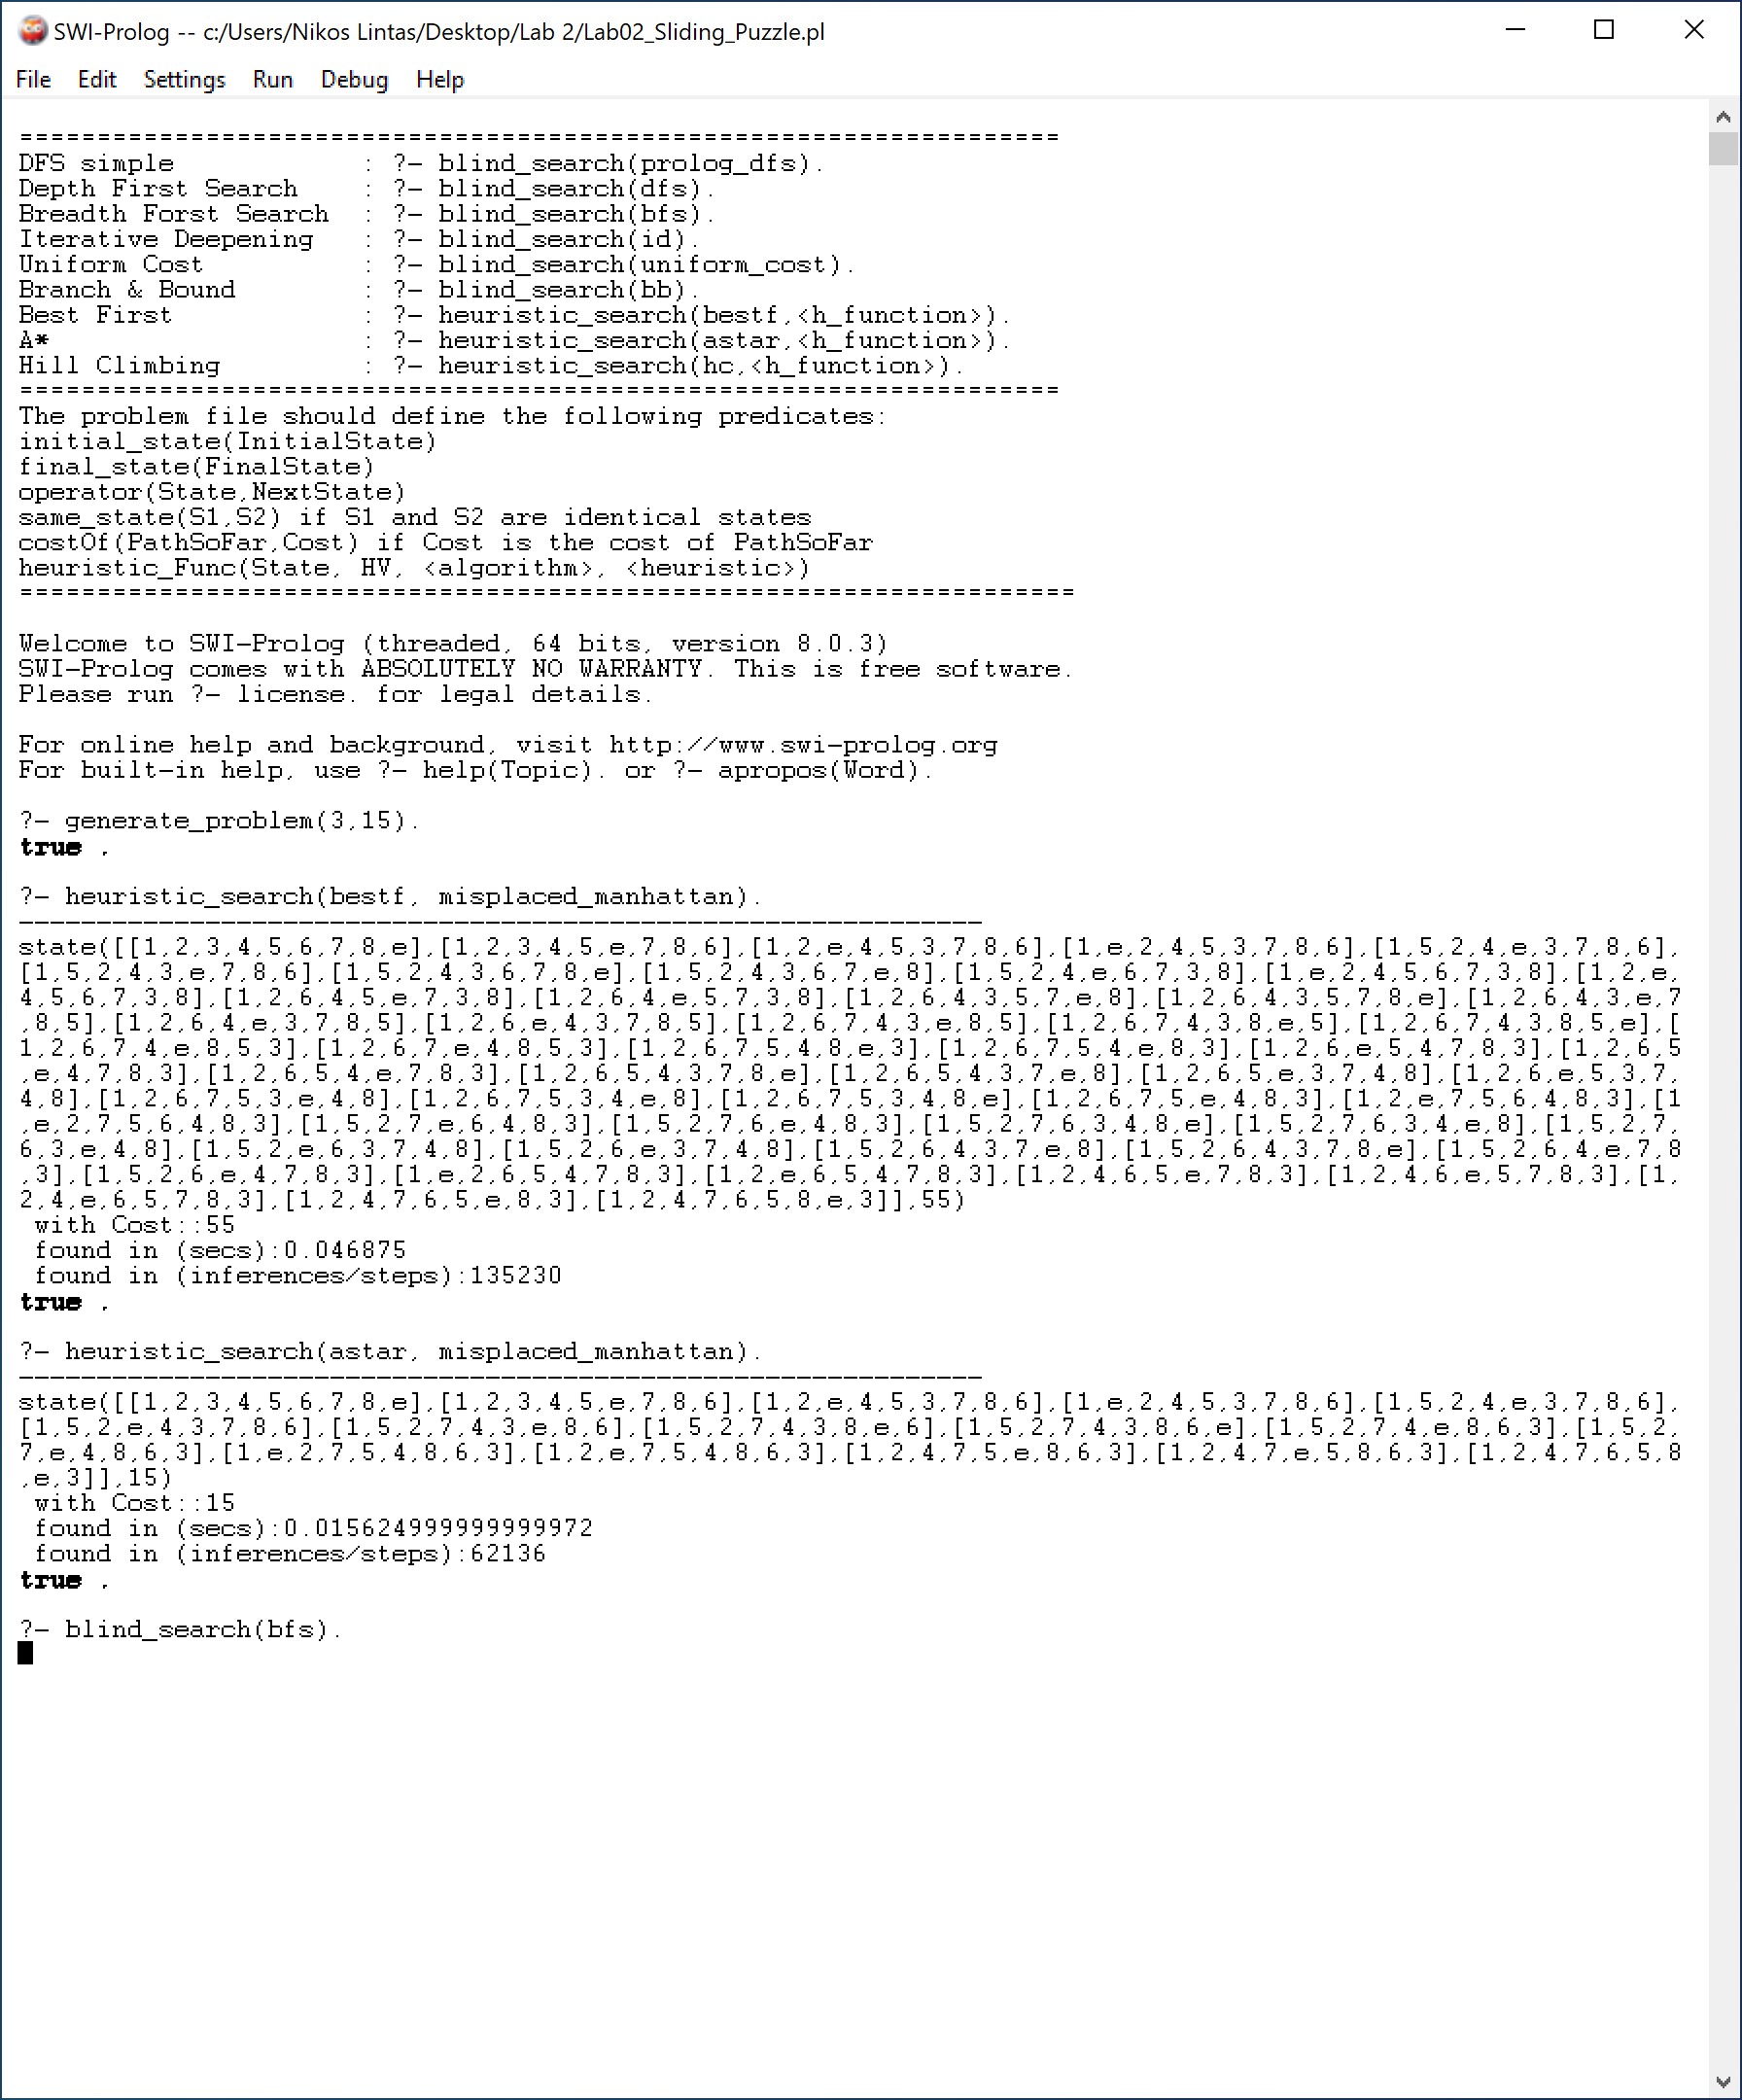 SWI-Prolog -- c:/Users/Nikos Lintas/Desktop/Lab 2/Lab02_Sliding_Puzzle.pl
File Edit Settings Run Debug Help
===================================================================
DFS simple            : ?- blind_search(prolog_dfs).
Depth First Search    : ?- blind_search(dfs).
Breadth Forst Search  : ?- blind_search(bfs).
Iterative Deepening   : ?- blind_search(id).
Uniform Cost          : ?- blind_search(uniform_cost).
Branch & Bound        : ?- blind_search(bb).
Best First            : ?- heuristic_search(bestf,<h_function>).
A*                    : ?- heuristic_search(astar,<h_function>).
Hill Climbing         : ?- heuristic_search(hc,<h_function>).
===================================================================
The problem file should define the following predicates:
initial_state(InitialState)
final_state(FinalState)
operator(State,NextState)
same_state(S1,S2) if S1 and S2 are identical states
costOf(PathSoFar,Cost) if Cost is the cost of PathSoFar
heuristic_Func(State, HV, <algorithm>, <heuristic>)
====================================================================
Welcome to SWI-Prolog (threaded, 64 bits, version 8.0.3)
SWI-Prolog comes with ABSOLUTELY NO WARRANTY. This is free software.
Please run ?- license. for legal details.
For online help and background, visit http://www.swi-prolog.org
For built-in help, use ?- help(Topic). or ?- apropos(Word).
?- generate_problem(3,15).
true .
?- heuristic_search(bestf, misplaced_manhattan).
--------------------------------------------------------------
state([[1,2,3,4,5,6,7,8,e],[1,2,3,4,5,e,7,8,6],[1,2,e,4,5,3,7,8,6],[1,e,2,4,5,3,7,8,6],[1,5,2,4,e,3,7,8,6],
[1,5,2,4,3,e,7,8,6],[1,5,2,4,3,6,7,8,e],[1,5,2,4,3,6,7,e,8],[1,5,2,4,e,6,7,3,8],[1,e,2,4,5,6,7,3,8],[1,2,e,
4,5,6,7,3,8],[1,2,6,4,5,e,7,3,8],[1,2,6,4,e,5,7,3,8],[1,2,6,4,3,5,7,e,8],[1,2,6,4,3,5,7,8,e],[1,2,6,4,3,e,7
,8,5],[1,2,6,4,e,3,7,8,5],[1,2,6,e,4,3,7,8,5],[1,2,6,7,4,3,e,8,5],[1,2,6,7,4,3,8,e,5],[1,2,6,7,4,3,8,5,e],[
1,2,6,7,4,e,8,5,3],[1,2,6,7,e,4,8,5,3],[1,2,6,7,5,4,8,e,3],[1,2,6,7,5,4,e,8,3],[1,2,6,e,5,4,7,8,3],[1,2,6,5
,e,4,7,8,3],[1,2,6,5,4,e,7,8,3],[1,2,6,5,4,3,7,8,e],[1,2,6,5,4,3,7,e,8],[1,2,6,5,e,3,7,4,8],[1,2,6,e,5,3,7,
4,8],[1,2,6,7,5,3,e,4,8],[1,2,6,7,5,3,4,e,8],[1,2,6,7,5,3,4,8,e],[1,2,6,7,5,e,4,8,3],[1,2,e,7,5,6,4,8,3],[1
,e,2,7,5,6,4,8,3],[1,5,2,7,e,6,4,8,3],[1,5,2,7,6,e,4,8,3],[1,5,2,7,6,3,4,8,e],[1,5,2,7,6,3,4,e,8],[1,5,2,7,
6,3,e,4,8],[1,5,2,e,6,3,7,4,8],[1,5,2,6,e,3,7,4,8],[1,5,2,6,4,3,7,e,8],[1,5,2,6,4,3,7,8,e],[1,5,2,6,4,e,7,8
,3],[1,5,2,6,e,4,7,8,3],[1,e,2,6,5,4,7,8,3],[1,2,e,6,5,4,7,8,3],[1,2,4,6,5,e,7,8,3],[1,2,4,6,e,5,7,8,3],[1,
2,4,e,6,5,7,8,3],[1,2,4,7,6,5,e,8,3],[1,2,4,7,6,5,8,e,3]],55)
 with Cost::55
 found in (secs):0.046875
 found in (inferences/steps):135230
true .
?- heuristic_search(astar, misplaced_manhattan).
--------------------------------------------------------------
state([[1,2,3,4,5,6,7,8,e],[1,2,3,4,5,e,7,8,6],[1,2,e,4,5,3,7,8,6],[1,e,2,4,5,3,7,8,6],[1,5,2,4,e,3,7,8,6],
[1,5,2,e,4,3,7,8,6],[1,5,2,7,4,3,e,8,6],[1,5,2,7,4,3,8,e,6],[1,5,2,7,4,3,8,6,e],[1,5,2,7,4,e,8,6,3],[1,5,2,
7,e,4,8,6,3],[1,e,2,7,5,4,8,6,3],[1,2,e,7,5,4,8,6,3],[1,2,4,7,5,e,8,6,3],[1,2,4,7,e,5,8,6,3],[1,2,4,7,6,5,8
,e,3]],15)
 with Cost::15
 found in (secs):0.015624999999999972
 found in (inferences/steps):62136
true .
?- blind_search(bfs).